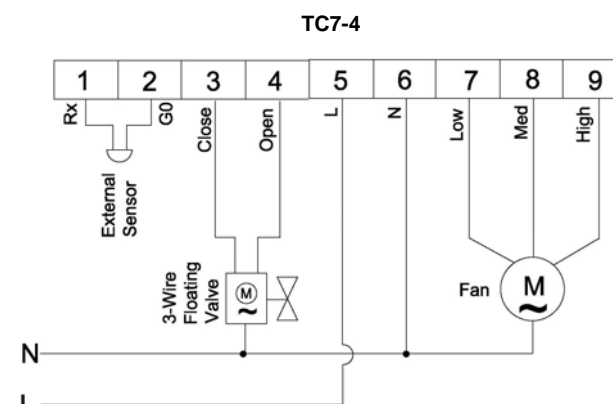 TC7-4
1 2 3 4 5 6 7 8 9
Rx
G0
Close
Open
L
N
Low
Med
High
External
Sensor
3-Wire
Floating
Valve
M
Fan
M
N
L